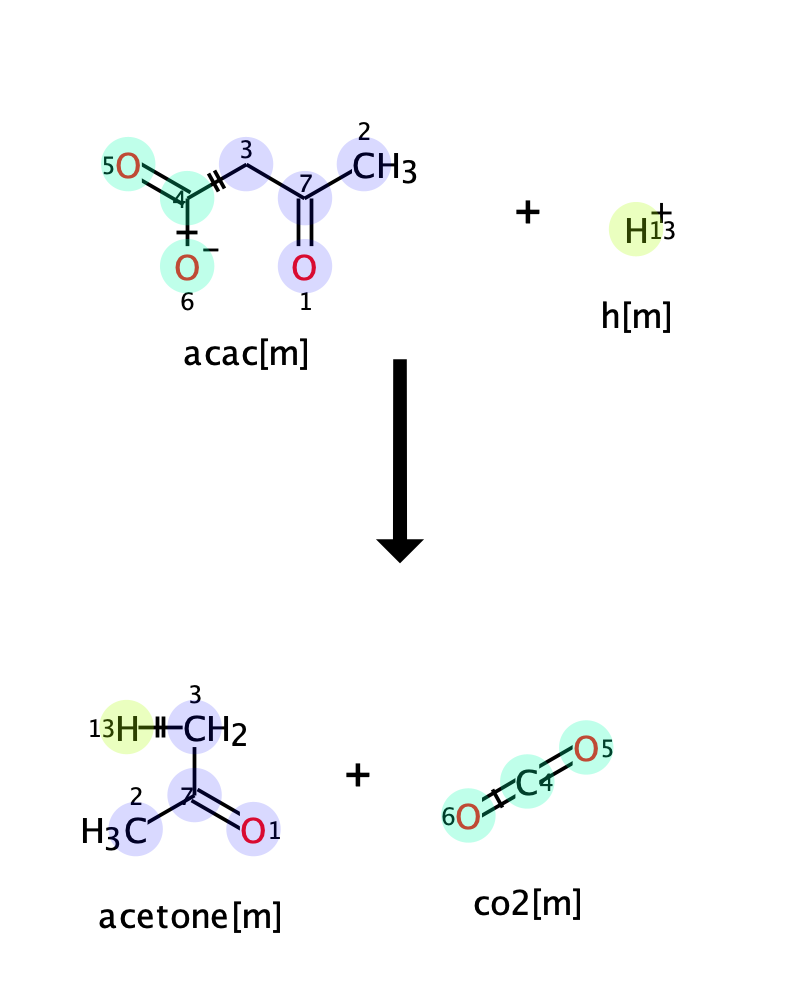 2
3
5O
CH3
7
4
+
H13
+
O−
O
6
1
h[m]
acac[m]
3
13H
CH2
O5
+
C4
2
7
6O
H3C
O1
co2[m]
acetone[m]